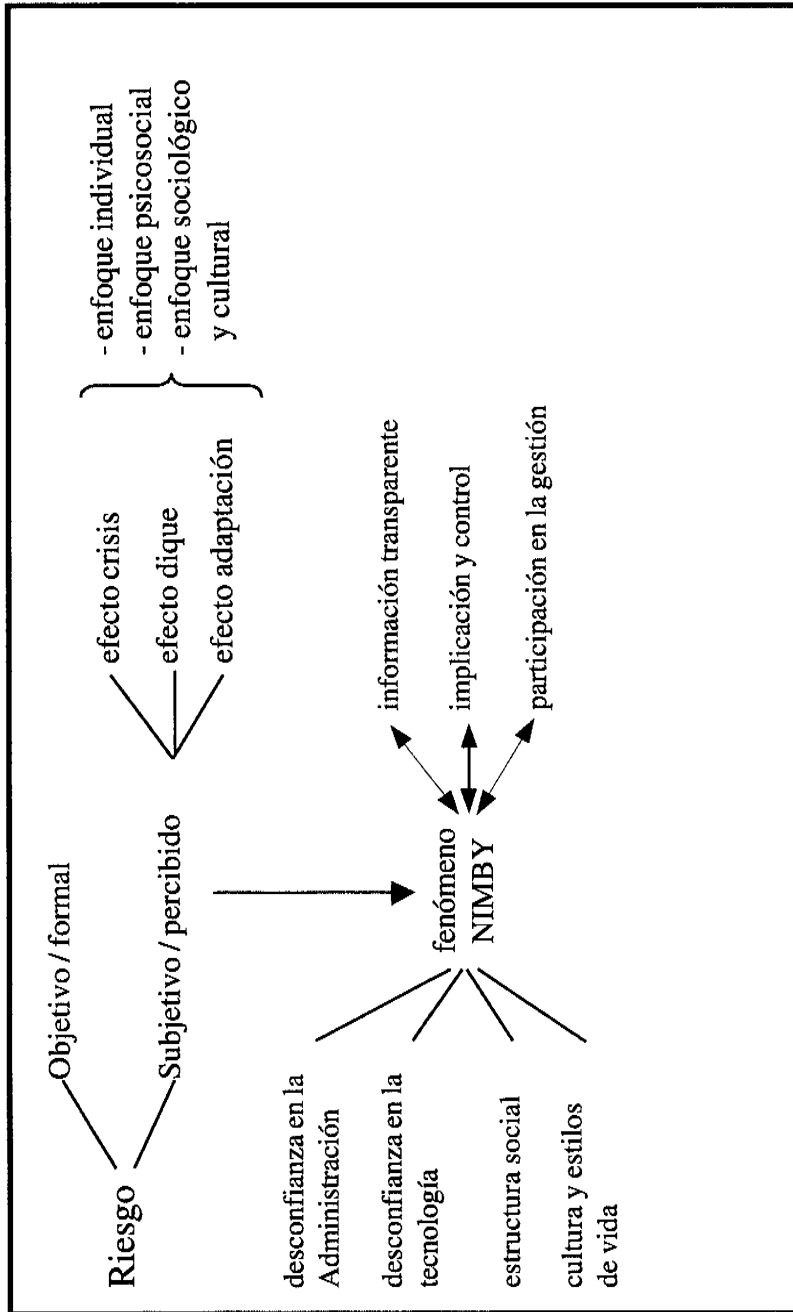 Riesgo
Objetivo / formal
Subjetivo / percibido
efecto crisis
efecto dique
efecto adaptación
- enfoque individual
- enfoque psicosocial
- enfoque sociológico
y cultural
desconfianza en la
Administración
desconfianza en la
tecnología
estructura social
cultura y estilos
de vida
fenómeno
NIMBY
información transparente
implicación y control
participación en la gestión